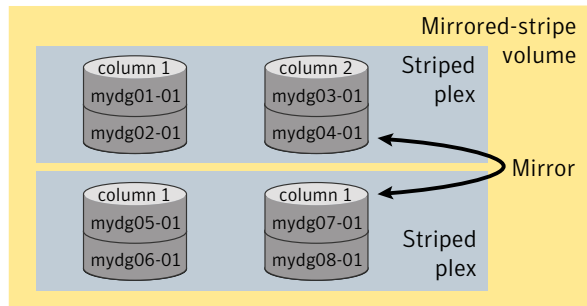 Mirrored-stripe
volume
column 1
mydg01-01
mydg02-01
column 2
mydg03-01
mydg04-01
Striped
plex
Mirror
column 1
mydg05-01
mydg06-01
column 1
mydg07-01
mydg08-01
Striped
plex